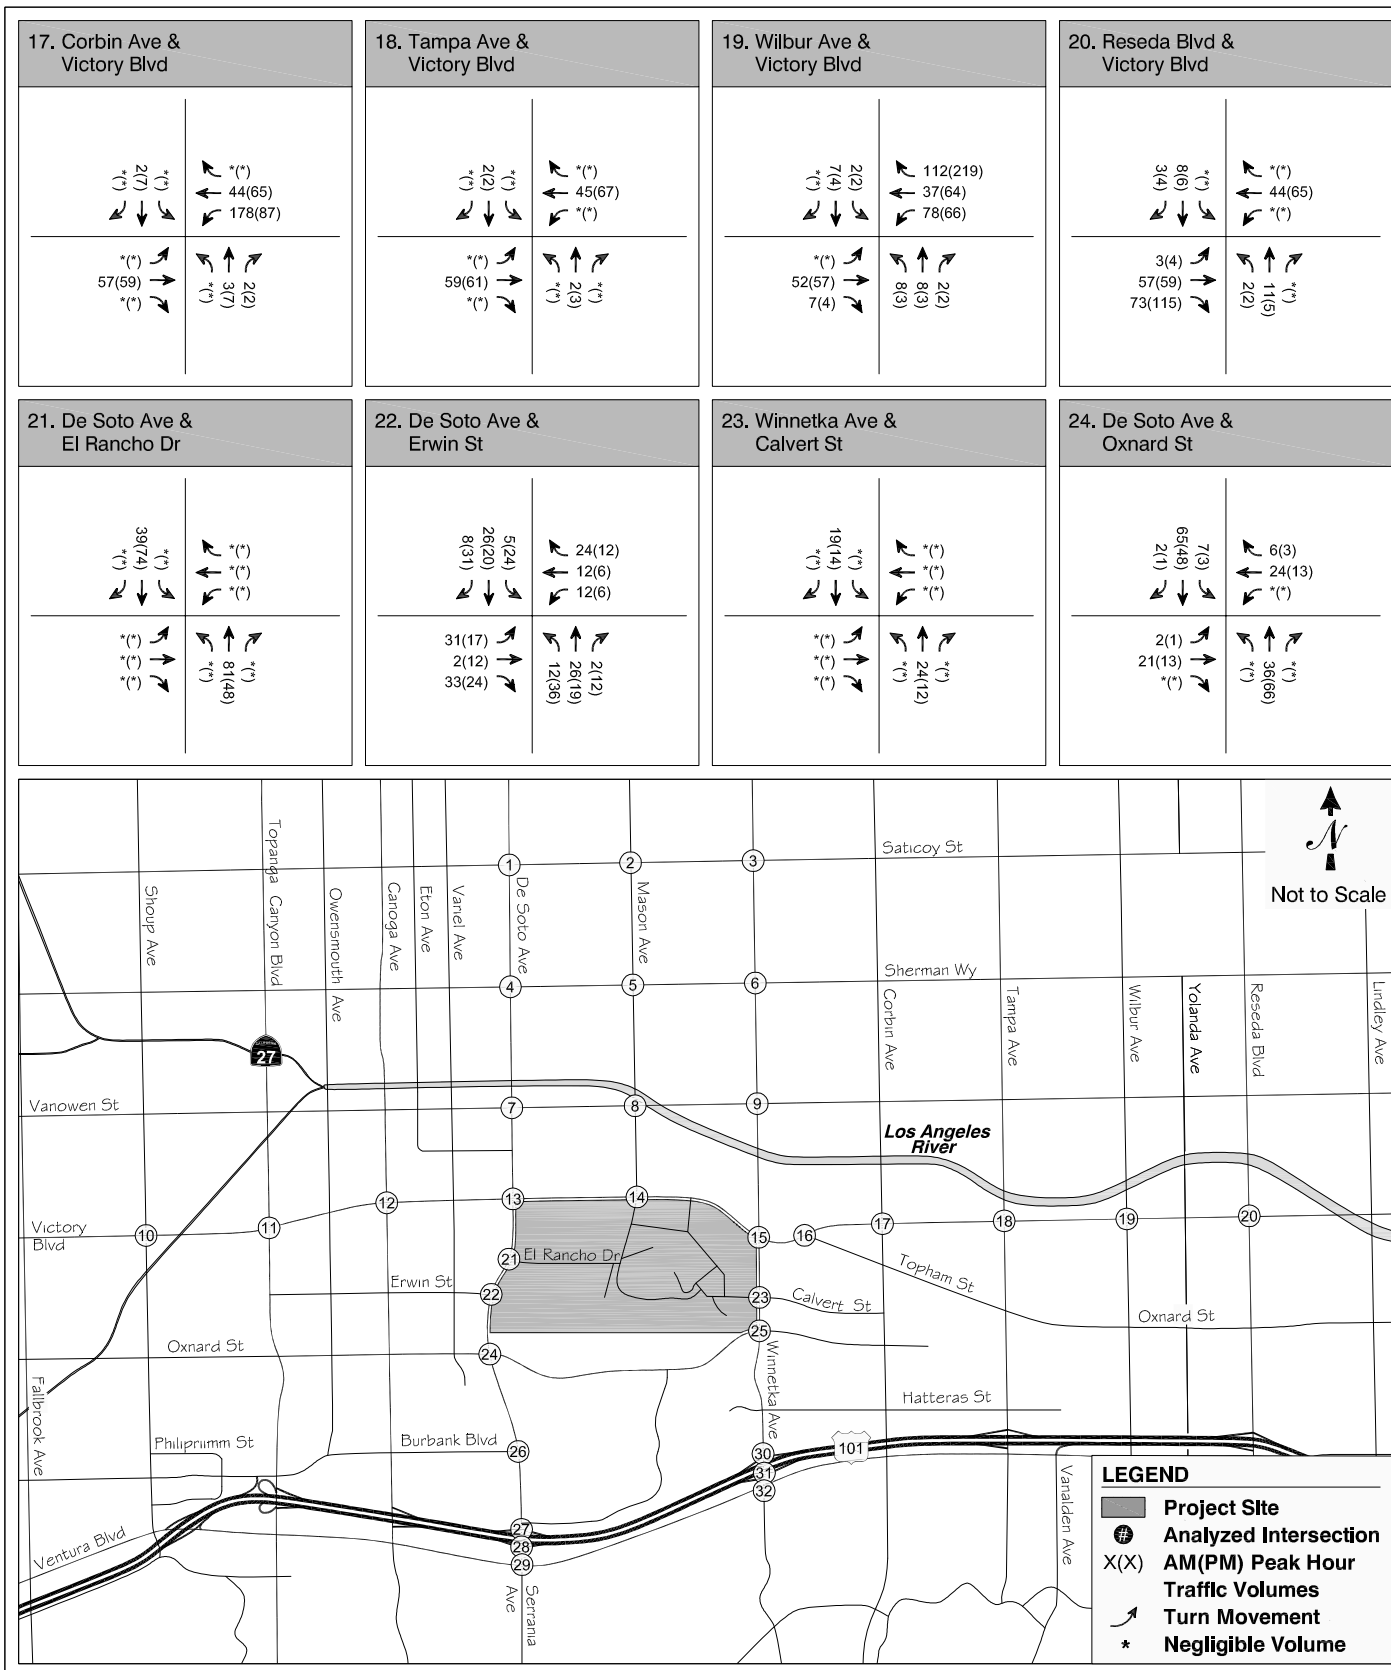 17. Corbin Ave &
Victory Blvd
*(*)
2(7)
*(*)
*(*)
44(65)
178(87)
*(*)
57(59)
*(*)
*(*)
3(7)
2(2)
18. Tampa Ave &
Victory Blvd
*(*)
2(2)
*(*)
*(*)
45(67)
*(*)
*(*)
59(61)
*(*)
*(*)
2(3)
*(*)
19. Wilbur Ave &
Victory Blvd
*(*)
7(4)
2(2)
112(219)
37(64)
78(66)
*(*)
52(57)
7(4)
8(3)
8(3)
2(2)
20. Reseda Blvd &
Victory Blvd
3(4)
8(6)
*(*)
*(*)
44(65)
*(*)
3(4)
57(59)
73(115)
2(2)
11(5)
*(*)
21. De Soto Ave &
El Rancho Dr
*(*)
39(74)
*(*)
*(*)
*(*)
*(*)
*(*)
*(*)
*(*)
*(*)
81(48)
*(*)
22. De Soto Ave &
Erwin St
8(31)
26(20)
5(24)
24(12)
12(6)
12(6)
31(17)
2(12)
33(24)
12(36)
26(19)
2(12)
23. Winnetka Ave &
Calvert St
*(*)
19(14)
*(*)
*(*)
*(*)
*(*)
*(*)
*(*)
*(*)
*(*)
24(12)
*(*)
24. De Soto Ave &
Oxnard St
2(1)
65(48)
7(3)
6(3)
24(13)
*(*)
2(1)
21(13)
*(*)
*(*)
36(66)
*(*)
N
Not to Scale
Saticoy St
1
2
3
Shoup Ave
Topanga Canyon Blvd
Owensmouth Ave
Canoga Ave
Eton Ave
Variel Ave
De Soto Ave
Mason Ave
Sherman Wy
4
5
6
Corbin Ave
Tampa Ave
Wilbur Ave
Yolanda Ave
Reseda Blvd
Lindley Ave
27
Vanowen St
7
8
9
Los Angeles
River
Victory
Blvd
10
11
12
13
14
15
16
17
18
19
20
21
El Rancho Dr
Topham St
Erwin St
22
23
Calvert St
Oxnard St
25
Oxnard St
24
Winnetka Ave
Hatteras St
Fallbrook Ave
Philiprimm St
Burbank Blvd
26
30
31
32
101
Vanalden Ave
Ventura Blvd
27
28
29
Serrania
Ave
LEGEND
Project Site
# Analyzed Intersection
X(X) AM(PM) Peak Hour
Traffic Volumes
Turn Movement
* Negligible Volume